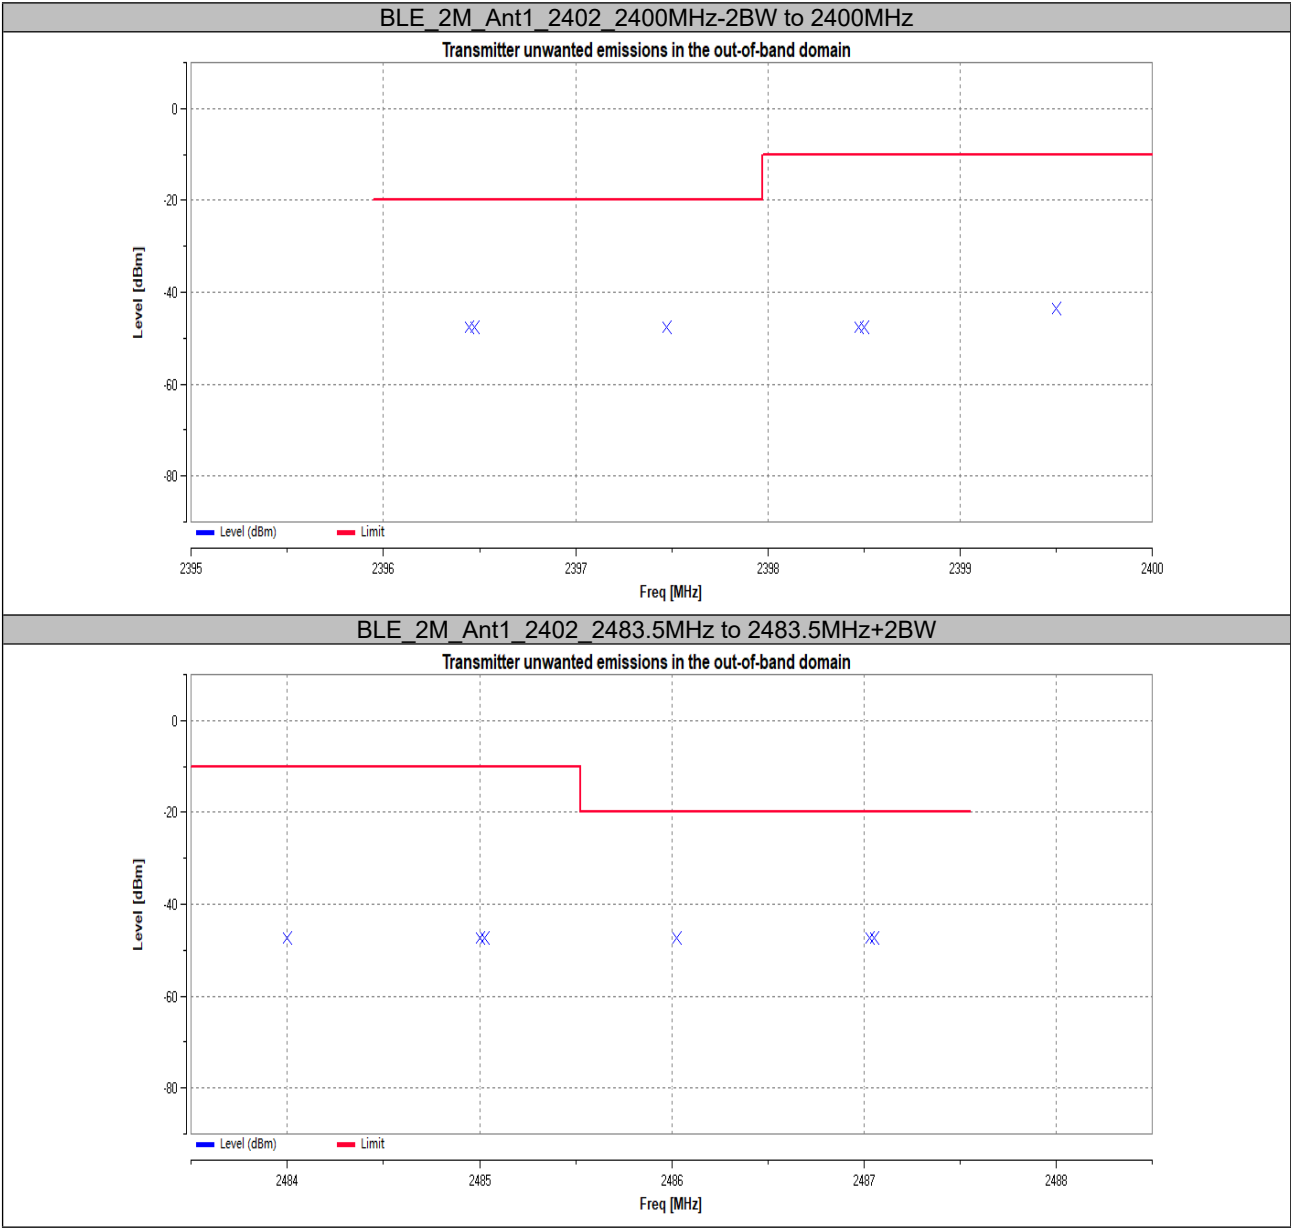 BLE_2M_Ant1_2402_2400MHz-2BW to 2400MHz
Transmitter unwanted emissions in the out-of-band domain
0
-20
-40
-60
-80
Level [dBm]
Level (dBm) Limit
2395 2396 2397 2398 2399 2400
Freq [MHz]
BLE_2M_Ant1_2402_2483.5MHz to 2483.5MHz+2BW
Transmitter unwanted emissions in the out-of-band domain
0
-20
-40
-60
-80
Level [dBm]
Level (dBm) Limit
2484 2485 2486 2487 2488
Freq [MHz]